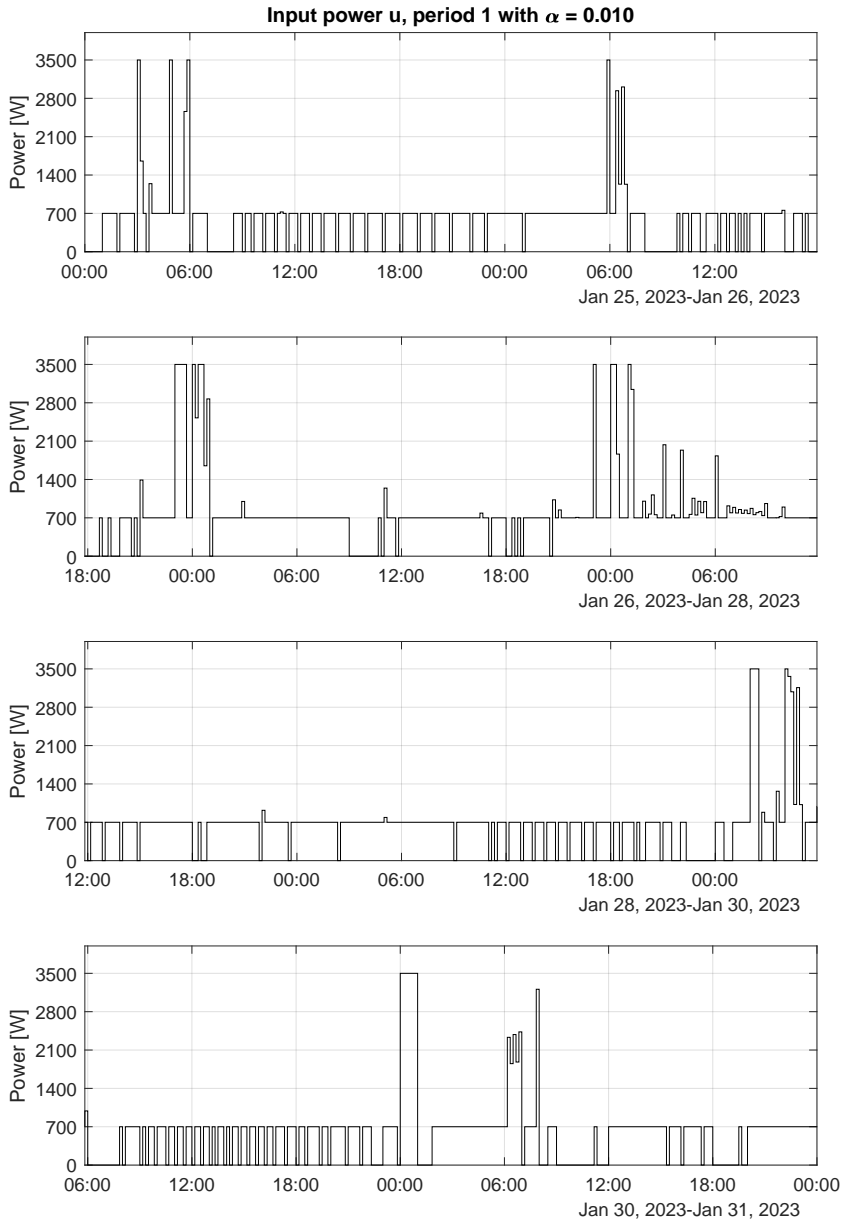 Input power u, period 1 with α = 0.010
3500
2800
2100
1400
700
0
Power [W]
00:00 06:00 12:00 18:00 00:00 06:00 12:00
Jan 25, 2023-Jan 26, 2023
3500
2800
2100
1400
700
0
Power [W]
18:00 00:00 06:00 12:00 18:00 00:00 06:00
Jan 26, 2023-Jan 28, 2023
3500
2800
2100
1400
700
0
Power [W]
12:00 18:00 00:00 06:00 12:00 18:00 00:00
Jan 28, 2023-Jan 30, 2023
3500
2800
2100
1400
700
0
Power [W]
06:00 12:00 18:00 00:00 06:00 12:00 18:00 00:00
Jan 30, 2023-Jan 31, 2023